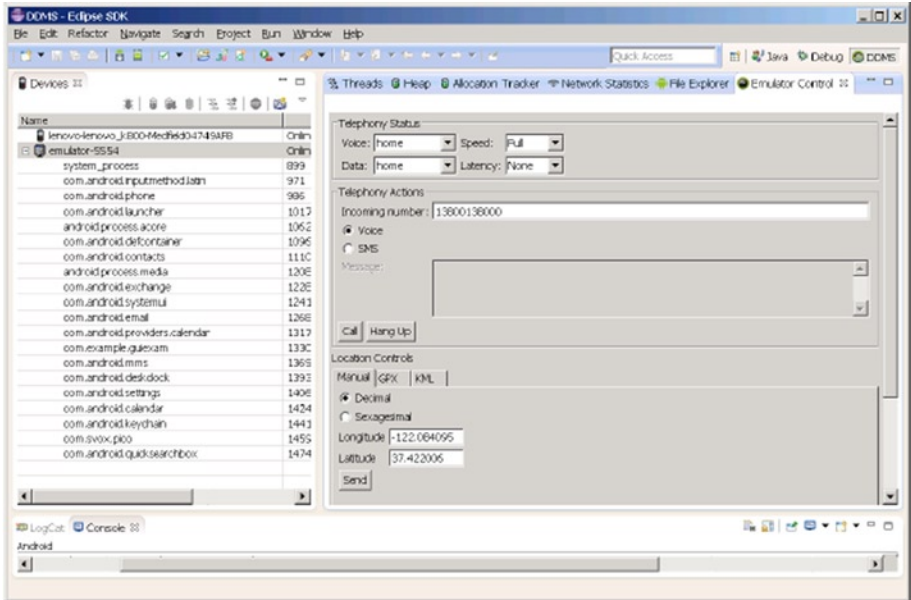 DDMS - Eclipse SDK
File Edit Refactor Navigate Search Project Run Window Help
Quick Access
Java
Debug
DDMS
Devices
Name
lenovo-lenovo_k800-Medfield04749AFB
Onlin
emulator-5554
Onlin
system_process 899
com.android.inputmethod.latin 971
com.android.phone 986
com.android.launcher 1017
android.process.acore 1062
com.android.defcontainer 1096
com.android.contacts 1110
android.process.media 1208
com.android.exchange 1228
com.android.systemui 1241
com.android.email 1268
com.android.providers.calendar 1317
com.example.guiexam 1330
com.android.mms 1369
com.android.deskclock 1393
com.android.settings 1408
com.android.calendar 1424
com.android.keychain 1441
com.svox.pico 1459
com.android.quicksearchbox 1474
Threads
Heap
Allocation Tracker
Network Statistics
File Explorer
Emulator Control
Telephony Status
Voice: home Speed: Full
Data: home Latency: None
Telephony Actions
Incoming number: 13800138000
Voice
SMS
Message:
Call Hang Up
Location Controls
Manual GPX KML
Decimal
Sexagesimal
Longitude -122.084095
Latitude 37.422006
Send
LogCat
Console
Android